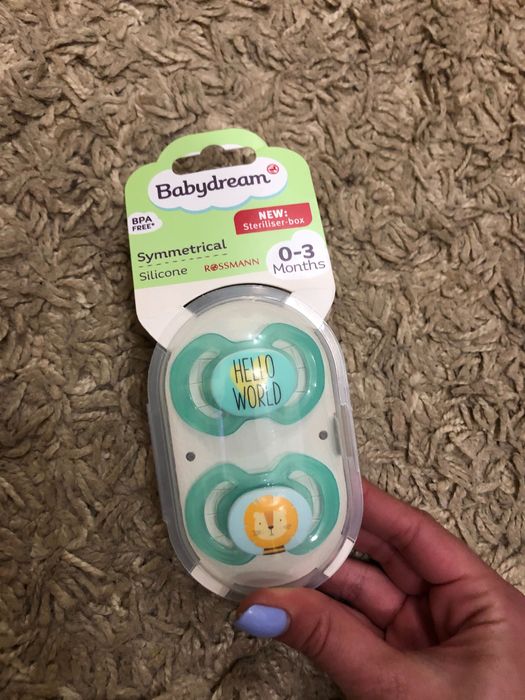 Babydream
BPA
FREE*
NEW:
Steriliser-box
Symmetrical
Silicone
ROSSMANN
0-3
Months
HELLO
WORLD